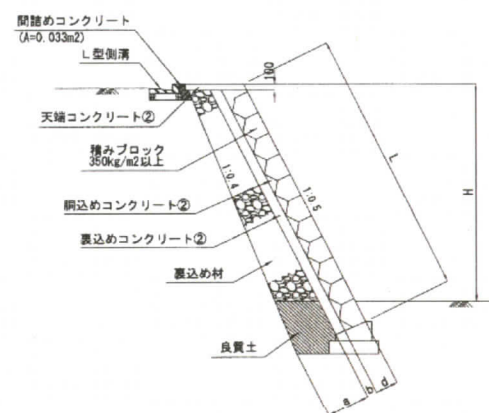 間詰めコンクリート
(A=0.033m2)
L型側溝
100
天端コンクリート②
積みブロック
350kg/m2以上
1:0.4
L
H
胴込めコンクリート②
1:0.5
裏込めコンクリート②
裏込め材
良質土
a
b
d